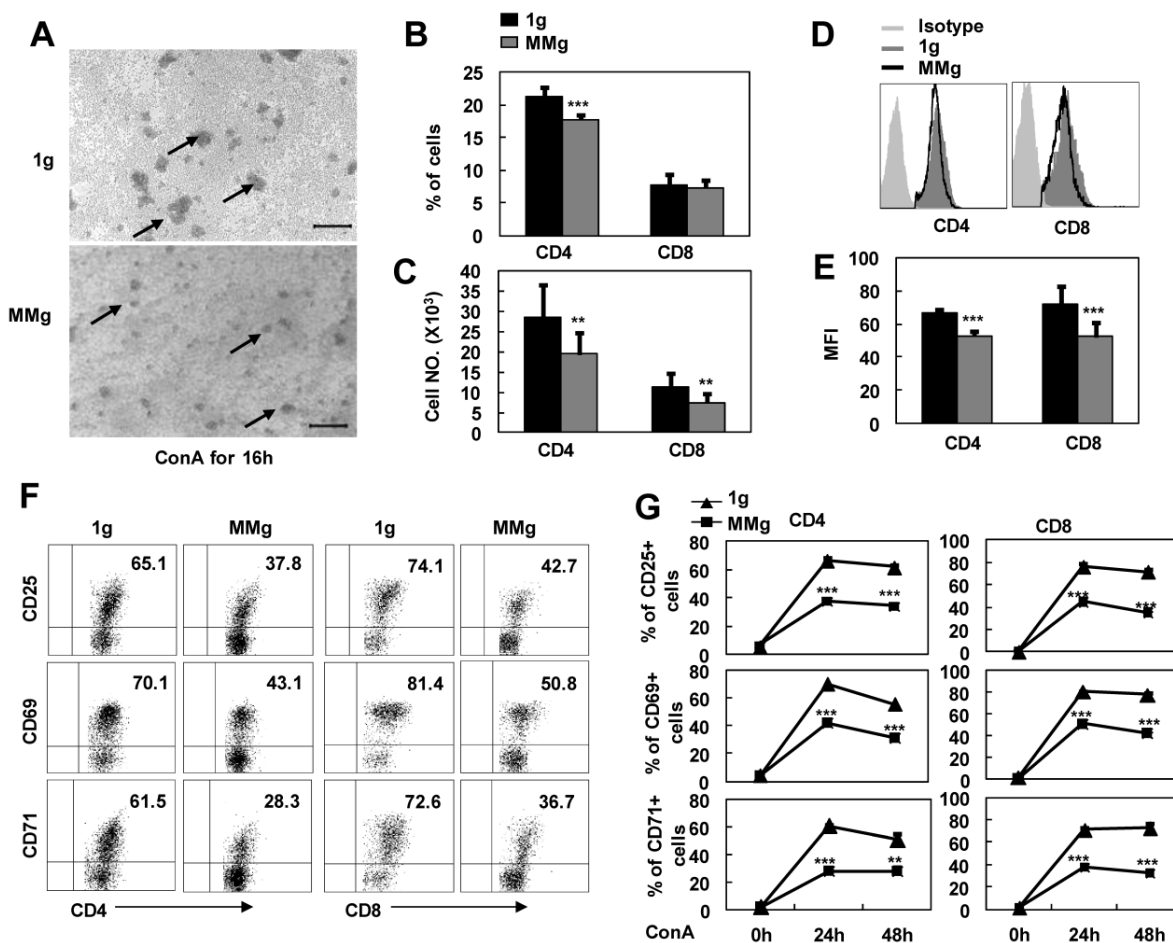 A
1g
MMg
ConA for 16h
B
1g
MMg
% of cells
25
20
15
10
5
0
***
CD4
CD8
C
Cell NO. (X10³)
40
35
30
25
20
15
10
5
0
**
**
CD4
CD8
D
Isotype
1g
MMg
CD4
CD8
E
MFI
100
80
60
40
20
0
***
***
CD4
CD8
F
1g MMg 1g MMg
CD25
65.1 37.8 74.1 42.7
CD69
70.1 43.1 81.4 50.8
CD71
61.5 28.3 72.6 36.7
CD4
CD8
G
1g
MMg
CD4
CD8
% of CD25+
cells
80
60
40
20
0
*** ***
100
80
60
40
20
0
*** ***
% of CD69+
cells
80
60
40
20
0
*** ***
100
80
60
40
20
0
*** ***
% of CD71+
cells
80
60
40
20
0
*** **
100
80
60
40
20
0
*** **
ConA 0h 24h 48h 0h 24h 48h